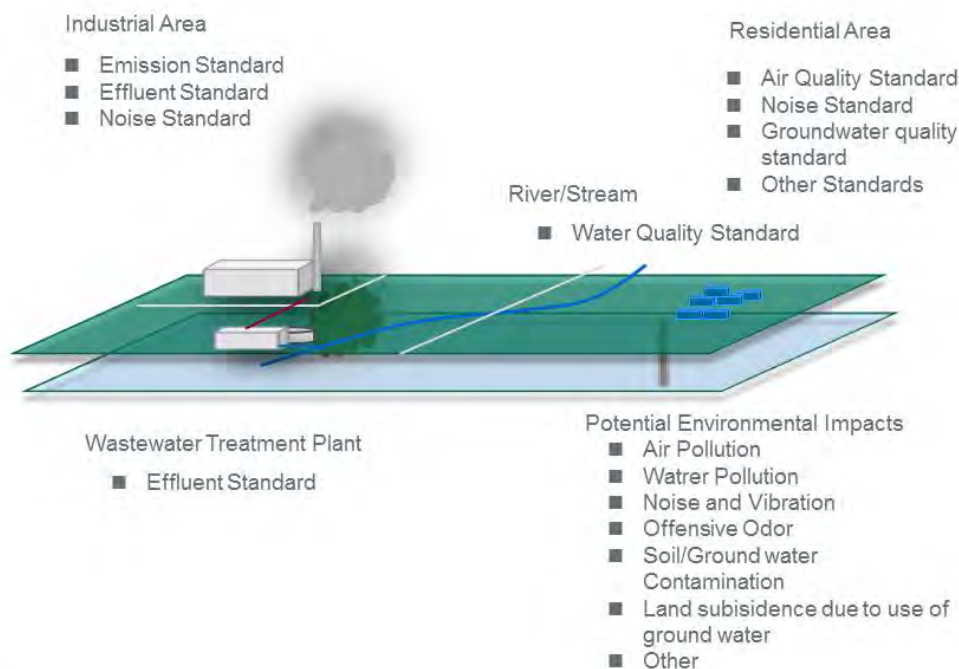 Industrial Area
■ Emission Standard
■ Effluent Standard
■ Noise Standard
Residential Area
■ Air Quality Standard
■ Noise Standard
■ Groundwater quality
standard
■ Other Standards
River/Stream
■ Water Quality Standard
Wastewater Treatment Plant
■ Effluent Standard
Potential Environmental Impacts
■ Air Pollution
■ Watrer Pollution
■ Noise and Vibration
■ Offensive Odor
■ Soil/Ground water
Contamination
■ Land subisidence due to use of
ground water
■ Other